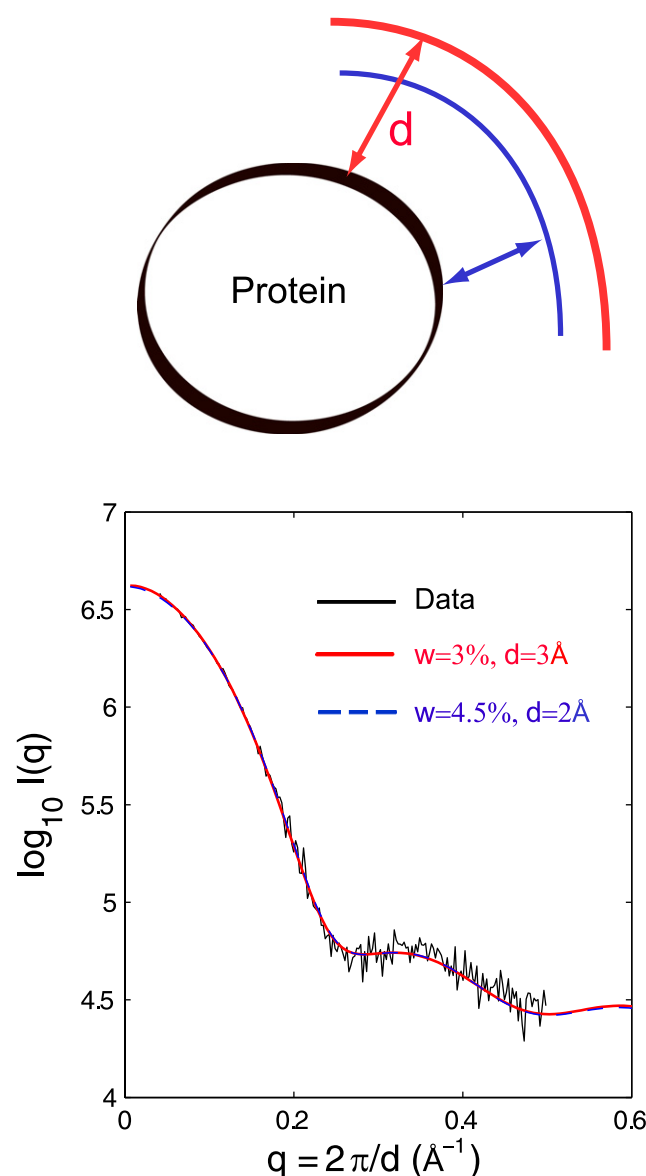 d
Protein
7
6.5
6
5.5
5
4.5
4
0
0.2
0.4
0.6
log₁₀ I(q)
Data
w=3%, d=3Å
w=4.5%, d=2Å
q = 2π/d (Å⁻¹)